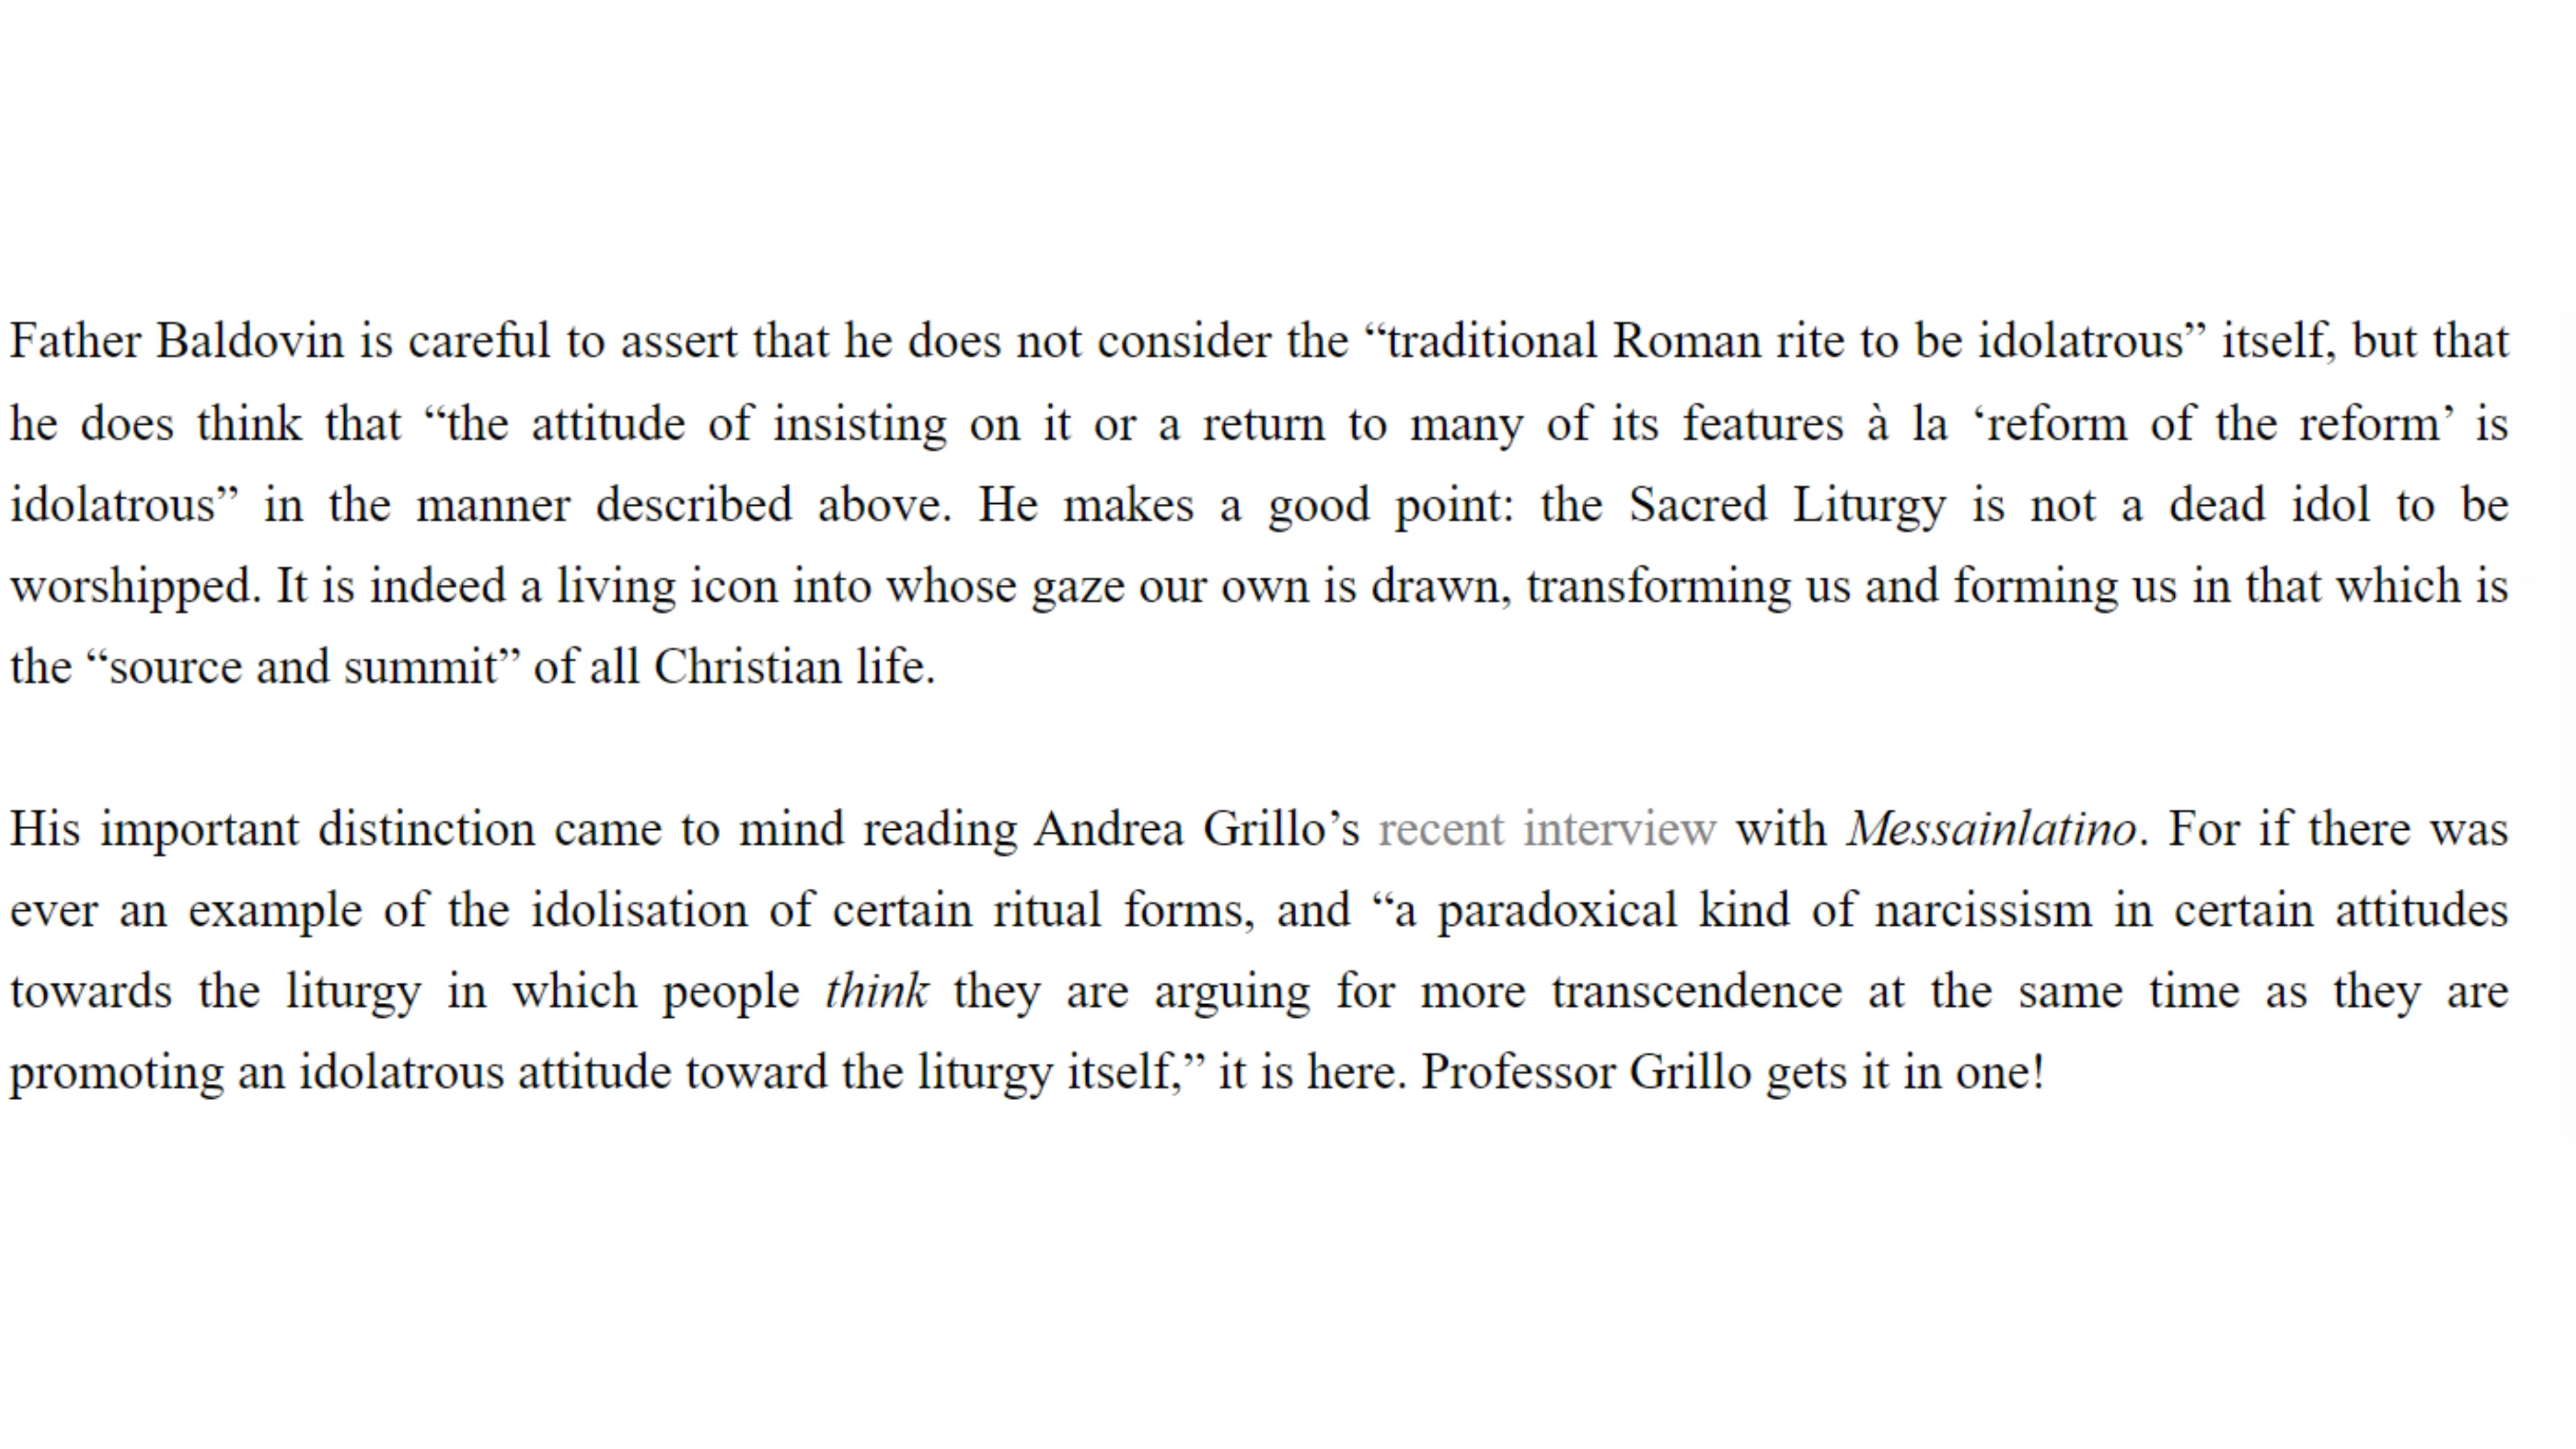 Father Baldovin is careful to assert that he does not consider the “traditional Roman rite to be idolatrous” itself, but that
he does think that “the attitude of insisting on it or a return to many of its features à la ‘reform of the reform’ is
idolatrous” in the manner described above. He makes a good point: the Sacred Liturgy is not a dead idol to be
worshipped. It is indeed a living icon into whose gaze our own is drawn, transforming us and forming us in that which is
the “source and summit” of all Christian life.
His important distinction came to mind reading Andrea Grillo’s recent interview with Messainlatino. For if there was
ever an example of the idolisation of certain ritual forms, and “a paradoxical kind of narcissism in certain attitudes
towards the liturgy in which people think they are arguing for more transcendence at the same time as they are
promoting an idolatrous attitude toward the liturgy itself,” it is here. Professor Grillo gets it in one!